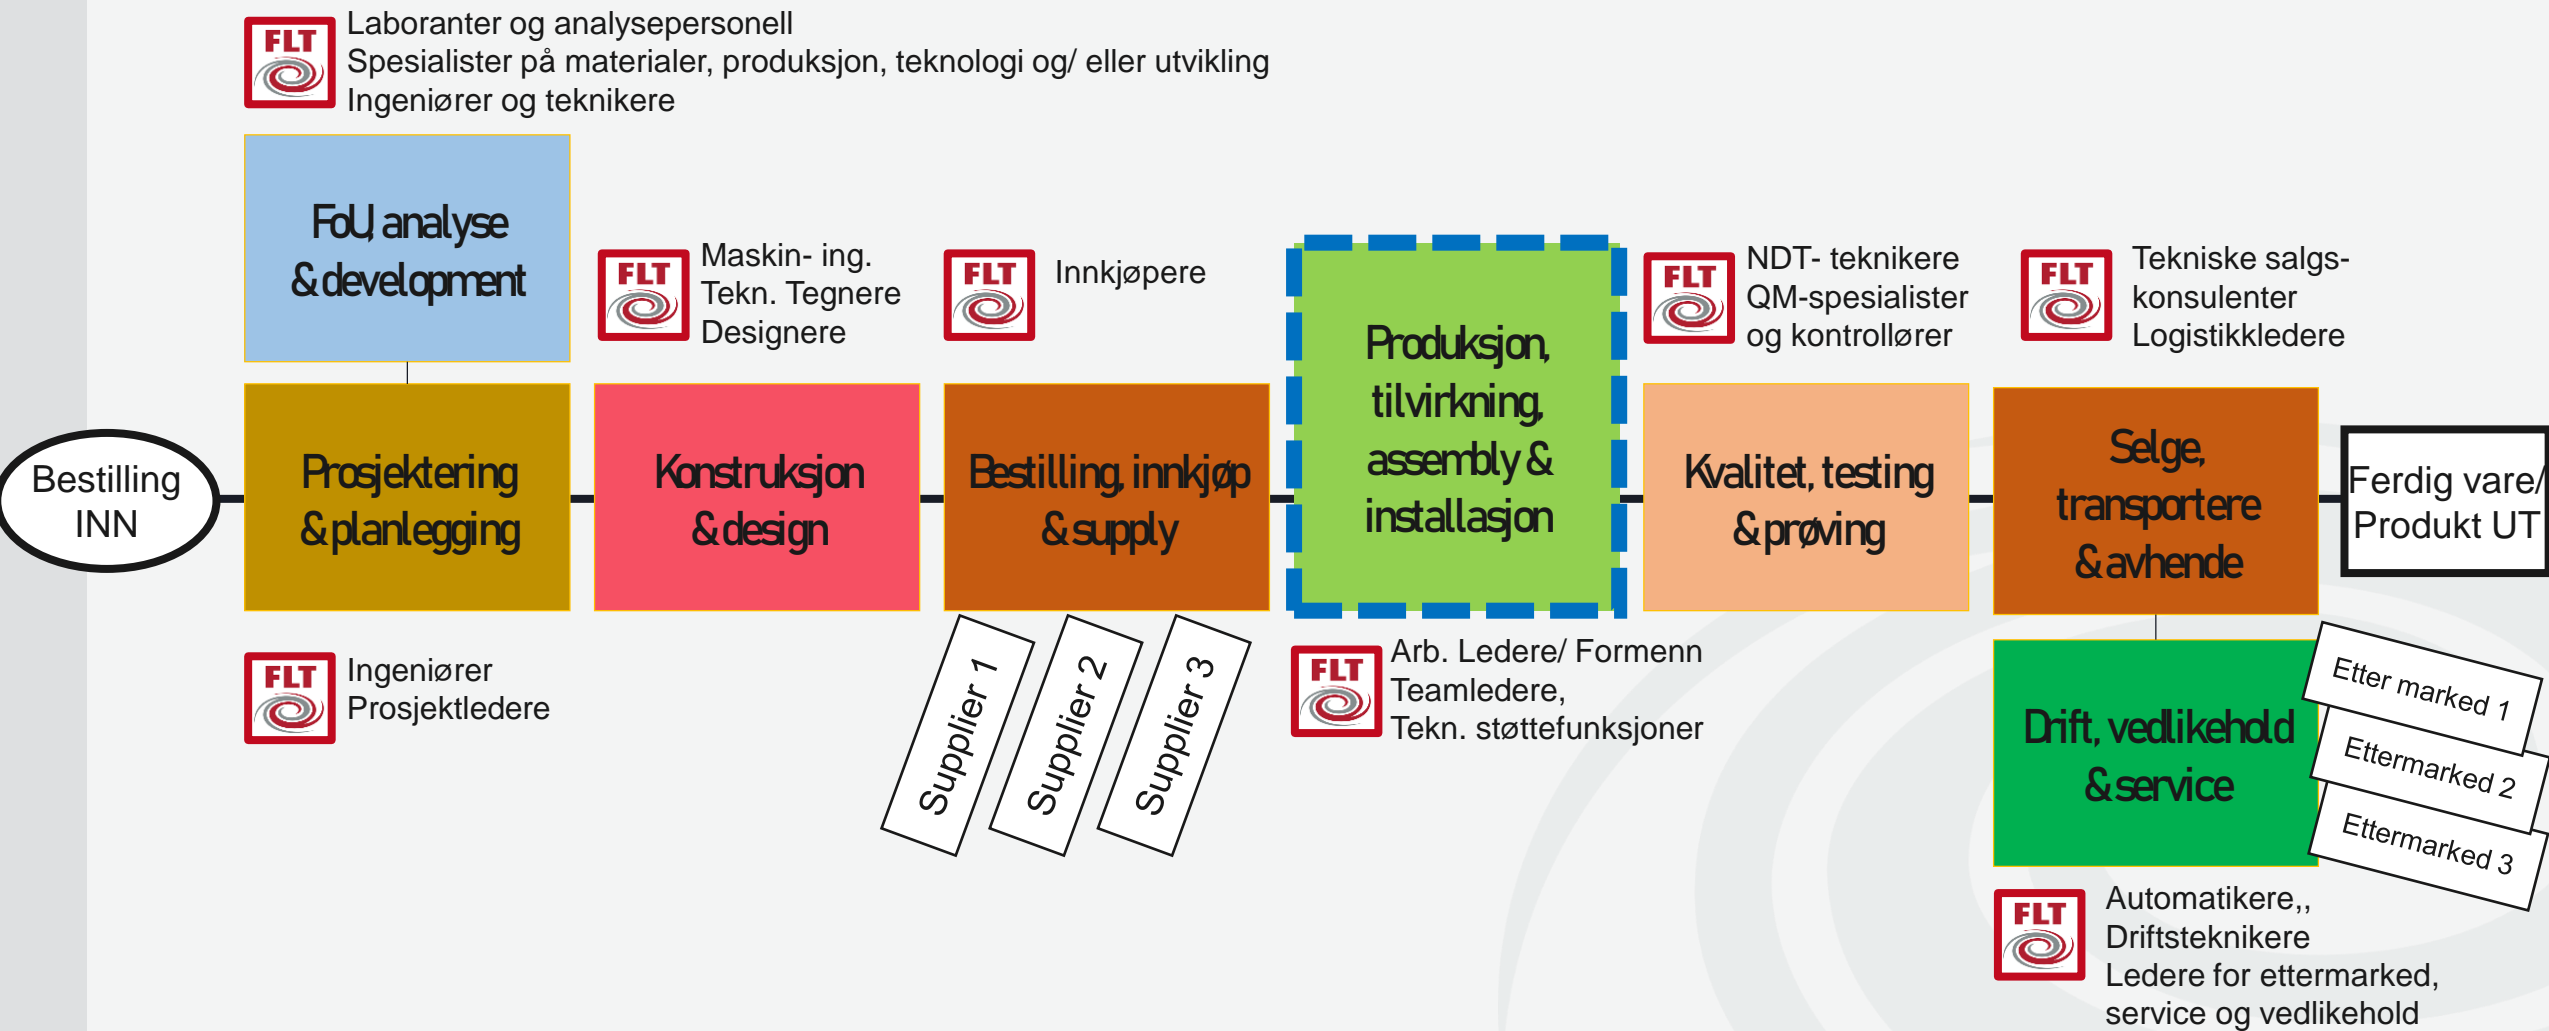 FLT
Laboranter og analysepersonell
Spesialister på materialer, produksjon, teknologi og/ eller utvikling
Ingeniører og teknikere
FoU, analyse
& development
FLT
Maskin- ing.
Tekn. Tegnere
Designere
FLT
Innkjøpere
FLT
NDT- teknikere
QM-spesialister
og kontrollører
FLT
Tekniske salgs-
konsulenter
Logistikkledere
Bestilling
INN
Prosjektering
& planlegging
Konstruksjon
& design
Bestilling, innkjøp
& supply
Produksjon,
tilvirkning,
assembly &
installasjon
Kvalitet, testing
& prøving
Selge,
transportere
& avhende
Ferdig vare/
Produkt UT
FLT
Ingeniører
Prosjektledere
Supplier 1
Supplier 2
Supplier 3
FLT
Arb. Ledere/ Formenn
Teamledere,
Tekn. støttefunksjoner
Drift, vedlikehold
& service
Etter marked 1
Ettermarked 2
Ettermarked 3
FLT
Automatikere,,
Driftsteknikere
Ledere for ettermarked,
service og vedlikehold